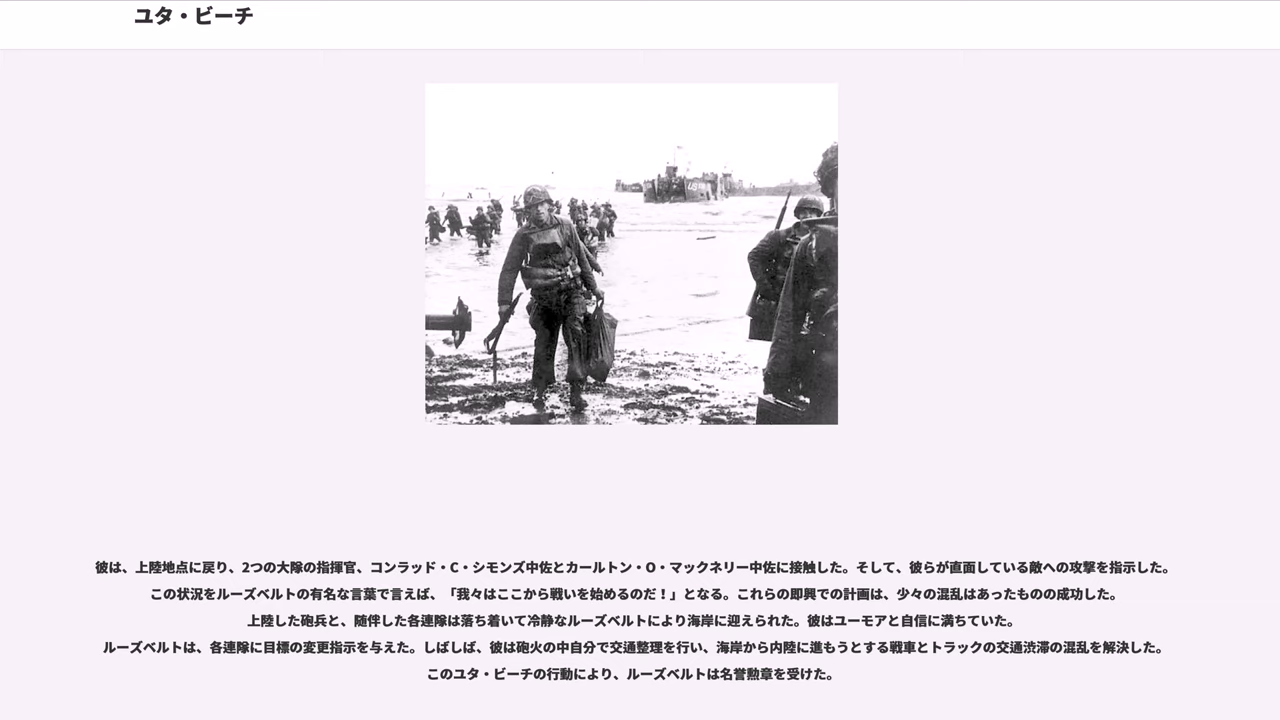 ユタ・ビーチ
彼は、上陸地点に戻り、2つの大隊の指揮官、コンラッド・C・シモンズ中佐とカールトン・O・マックネリー中佐に接触した。そして、彼らが直面している敵への攻撃を指示した。
この状況をルーズベルトの有名な言葉で言えば、「我々はここから戦いを始めるのだ！」となる。これらの即興での計画は、少々の混乱はあったものの成功した。
上陸した砲兵と、随伴した各連隊は落ち着いて冷静なルーズベルトにより海岸に迎えられた。彼はユーモアと自信に満ちていた。
ルーズベルトは、各連隊に目標の変更指示を与えた。しばしば、彼は砲火の中自分で交通整理を行い、海岸から内陸に進もうとする戦車とトラックの交通渋滞の混乱を解決した。
このユタ・ビーチの行動により、ルーズベルトは名誉勲章を受けた。